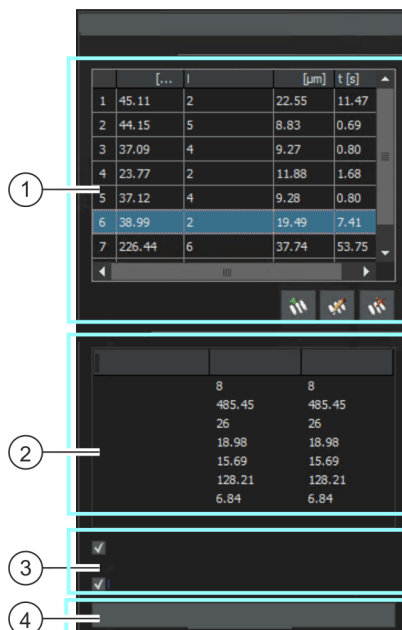 [... I [µm] t [s]
1 45.11 2 22.55 11.47
2 44.15 5 8.83 0.69
3 37.09 4 9.27 0.80
4 23.77 2 11.88 1.68
5 37.12 4 9.28 0.80
6 38.99 2 19.49 7.41
7 226.44 6 37.74 53.75
1
8 8
485.45 485.45
26 26
18.98 18.98
15.69 15.69
128.21 128.21
6.84 6.84
2
3
4